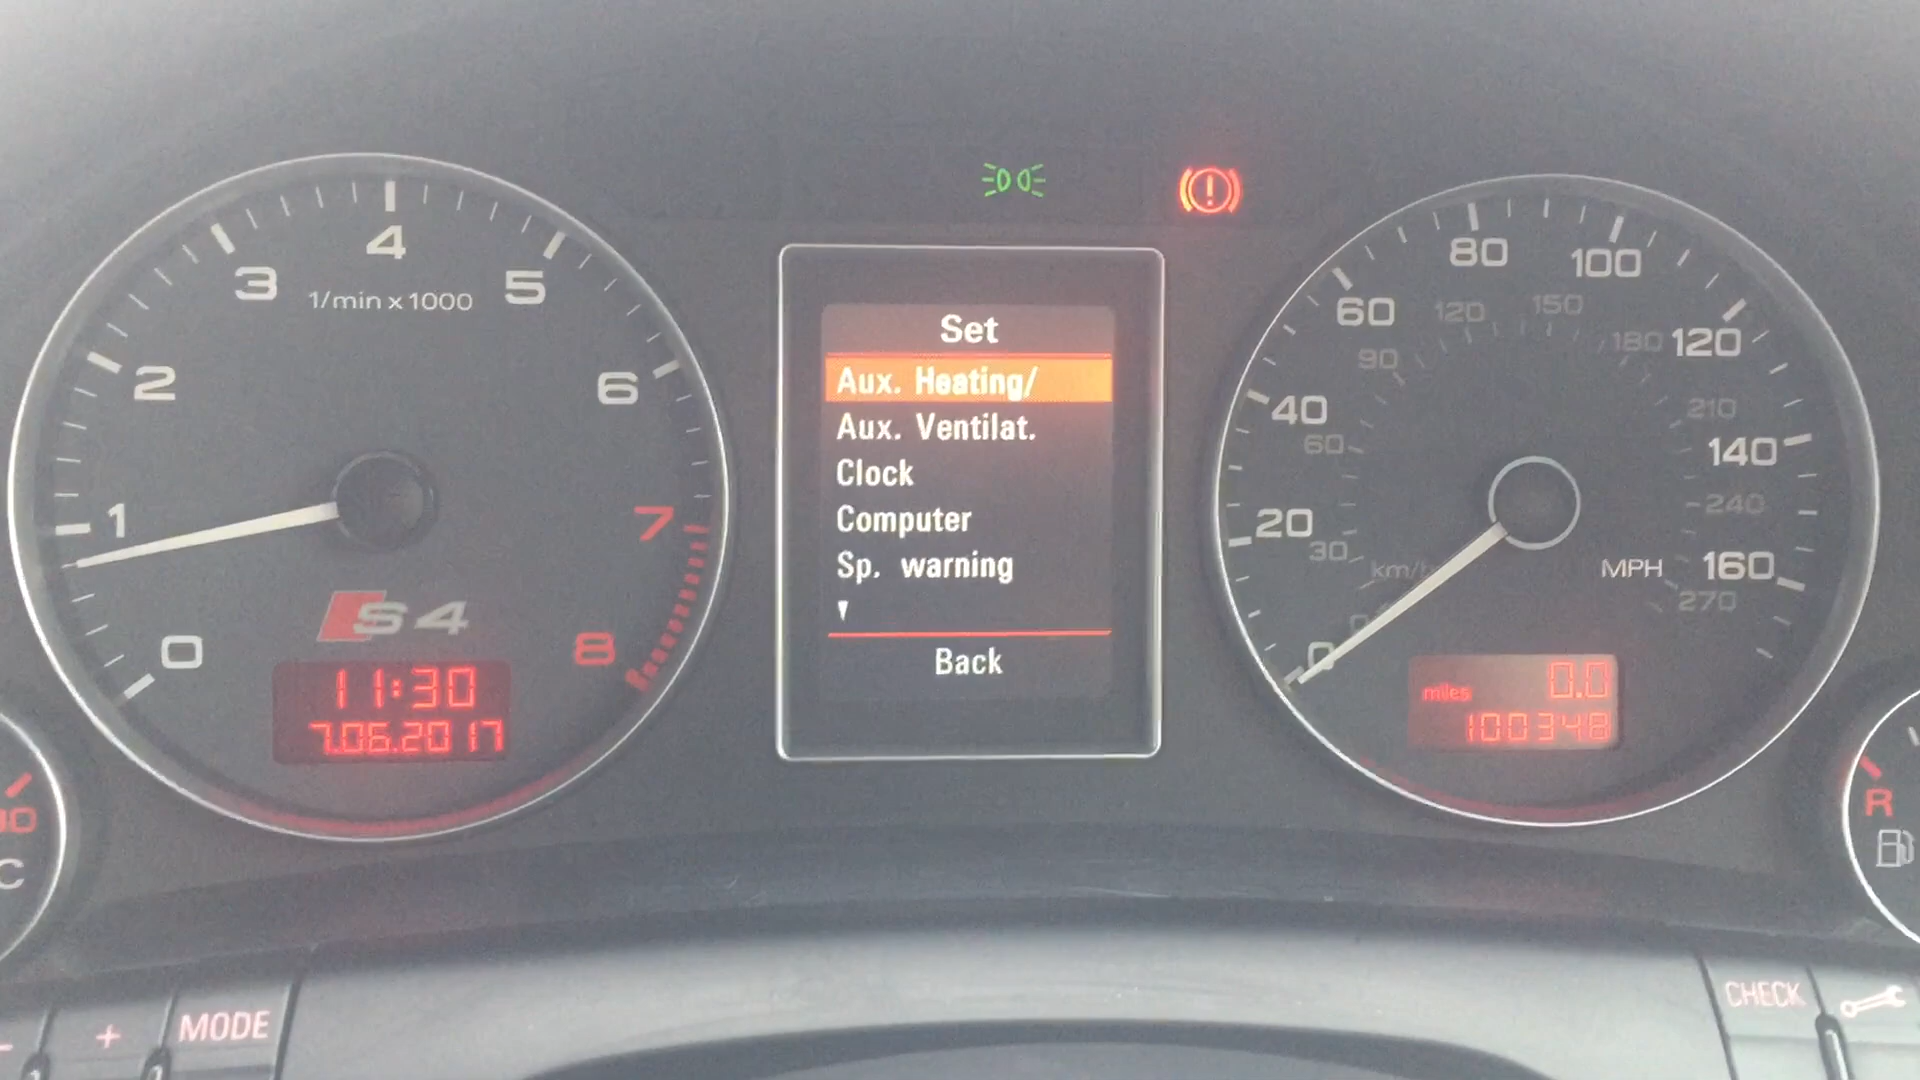 4
3
5
1/min x 1000
2
6
1
7
S4
0
8
11:30
7.06.2017
Set
Aux. Heating/
Aux. Ventilat.
Clock
Computer
Sp. warning
Back
80
100
60
120
150
120
90
180
40
210
60
140
20
240
30
km/h
MPH
160
270
0
0
miles
0.0
100348
C
R
-
+
MODE
CHECK